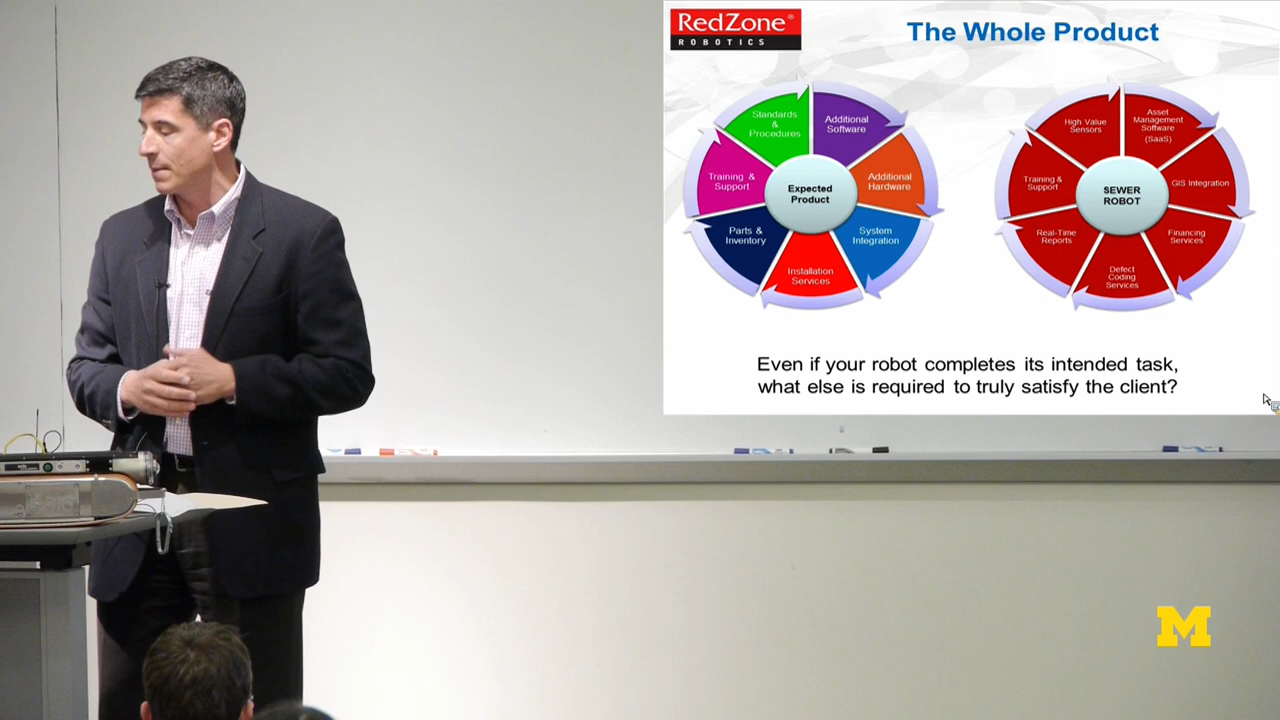 RedZone®
ROBOTICS
The Whole Product
Standards
&
Procedures
Additional
Software
Additional
Hardware
System
Integration
Installation
Services
Parts &
Inventory
Training &
Support
Expected
Product
High Value
Sensors
Asset
Management
Software
(SaaS)
GIS Integration
Financing
Services
Defect
Coding
Services
Real-Time
Reports
Training &
Support
SEWER
ROBOT
Even if your robot completes its intended task,
what else is required to truly satisfy the client?
M